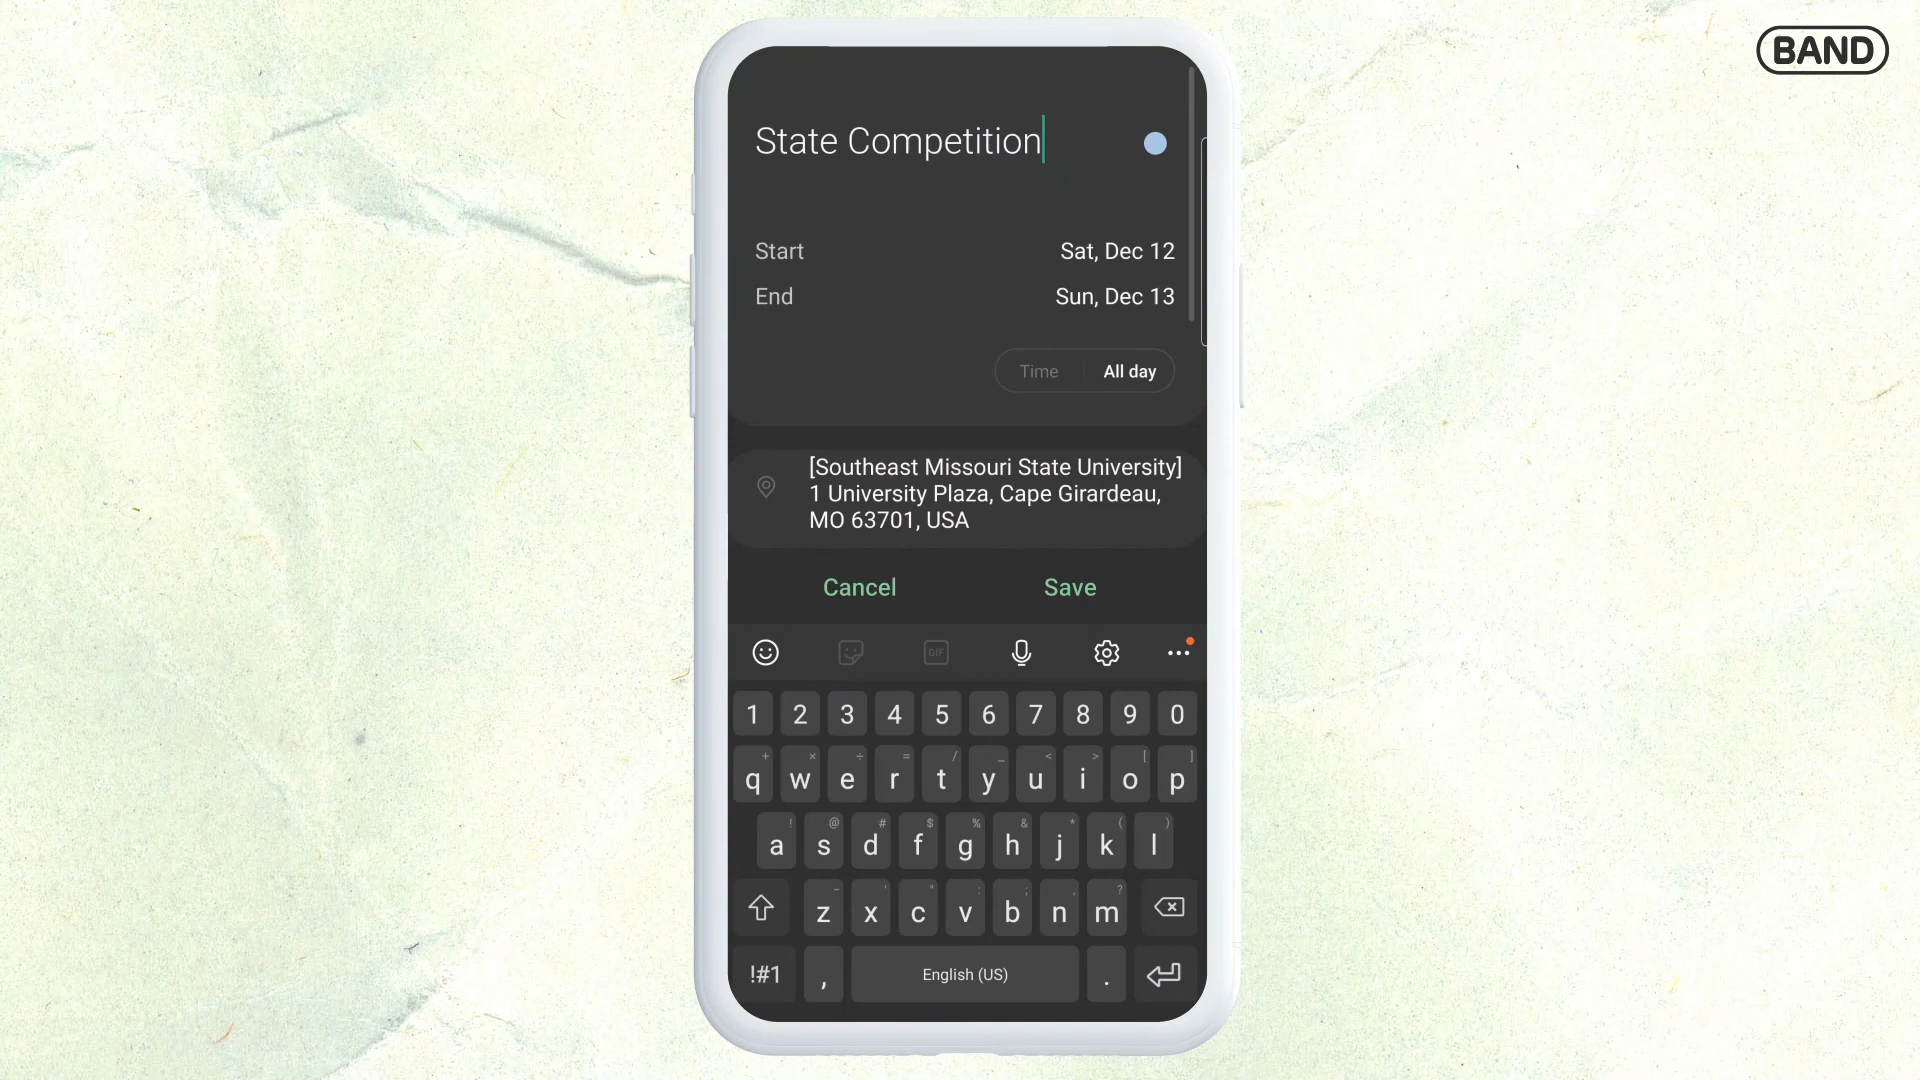 BAND
State Competition
Start Sat, Dec 12
End Sun, Dec 13
Time All day
[Southeast Missouri State University]
1 University Plaza, Cape Girardeau,
MO 63701, USA
Cancel Save
GIF
1 2 3 4 5 6 7 8 9 0
+ × ÷ = / _ < > [ ]
q w e r t y u i o p
! @ # $ % & * ( )
a s d f g h j k l
- ' " : ; , ?
z x c v b n m
!#1 , English (US) .